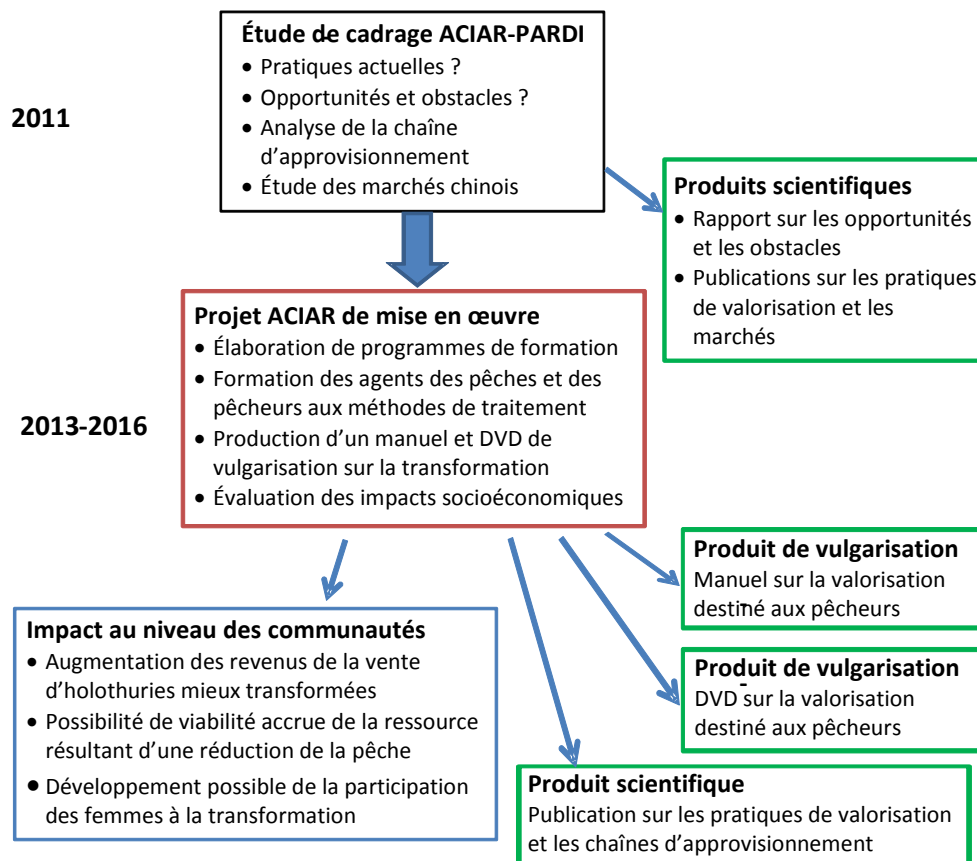 Étude de cadrage ACIAR-PARDI
• Pratiques actuelles ?
• Opportunités et obstacles ?
• Analyse de la chaîne
d'approvisionnement
• Étude des marchés chinois
2011
Produits scientifiques
• Rapport sur les opportunités
et les obstacles
• Publications sur les pratiques
de valorisation et les
marchés
Projet ACIAR de mise en œuvre
• Élaboration de programmes de formation
• Formation des agents des pêches et des
pêcheurs aux méthodes de traitement
• Production d'un manuel et DVD de
vulgarisation sur la transformation
• Évaluation des impacts socioéconomiques
2013-2016
Produit de vulgarisation
Manuel sur la valorisation
destiné aux pêcheurs
Impact au niveau des communautés
• Augmentation des revenus de la vente
d'holothuries mieux transformées
• Possibilité de viabilité accrue de la ressource
résultant d'une réduction de la pêche
• Développement possible de la participation
des femmes à la transformation
Produit de vulgarisation
DVD sur la valorisation
destiné aux pêcheurs
Produit scientifique
Publication sur les pratiques de valorisation
et les chaînes d'approvisionnement